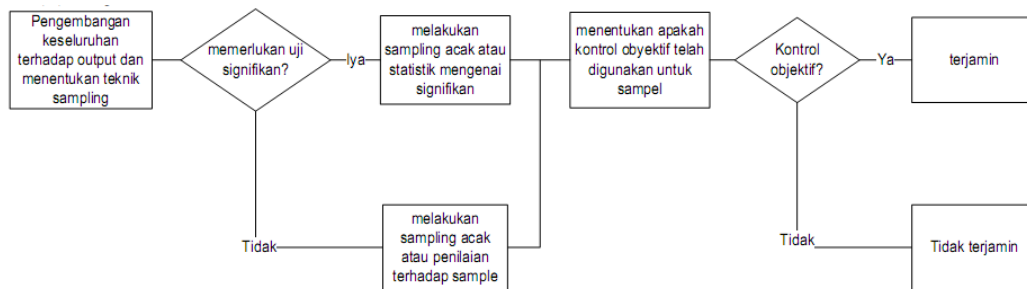 Pengembangan
keseluruhan
terhadap output dan
menentukan teknik
sampling
memerlukan uji
signifikan?
Iya
melakukan
sampling acak atau
statistik mengenai
signifikan
menentukan apakah
kontrol obyektif telah
digunakan untuk
sampel
Kontrol
objektif?
Ya
terjamin
Tidak
melakukan
sampling acak
atau penilaian
terhadap sample
Tidak
Tidak terjamin